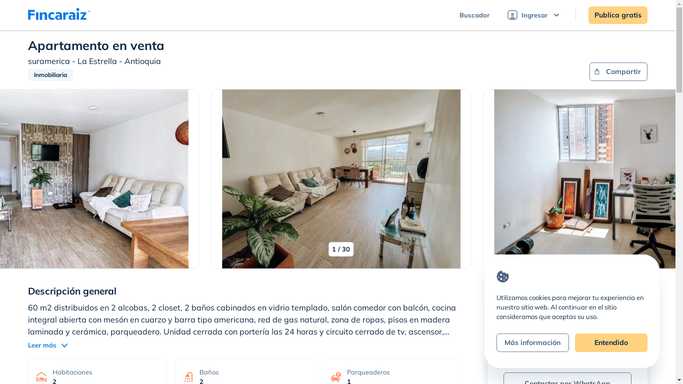 Fincaraiz
Buscador
Ingresar
Publica gratis
Apartamento en venta
suramerica - La Estrella - Antioquia
Inmobiliaria
Compartir
1 / 30
Descripción general
60 m2 distribuidos en 2 alcobas, 2 closet, 2 baños cabinados en vidrio templado, salón comedor con balcón, cocina
integral abierta con mesón en cuarzo y barra tipo americana, red de gas natural, zona de ropas, pisos en madera
laminada y cerámica, parqueadero. Unidad cerrada con portería las 24 horas y circuito cerrado de tv, ascensor,...
Leer más
Habitaciones
2
Baños
2
Parqueaderos
1
Utilizamos cookies para mejorar tu experiencia en
nuestro sitio web. Al continuar en el sitio
consideramos que aceptas su uso.
Más información
Entendido
Contactar por WhatsApp